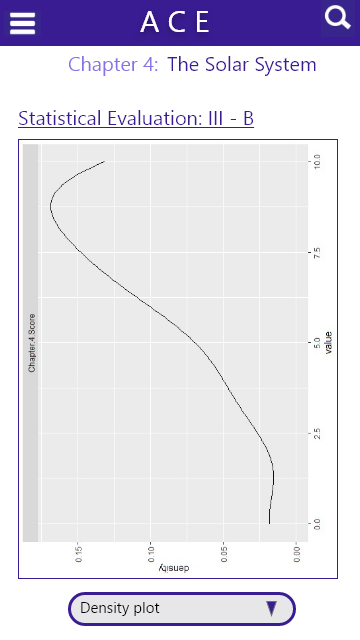 ACE
Chapter 4: The Solar System
Statistical Evaluation: III - B
Chapter.4.Score
10.0
7.5
5.0
2.5
0.0
value
0.15
0.10
0.05
0.00
density
Density plot